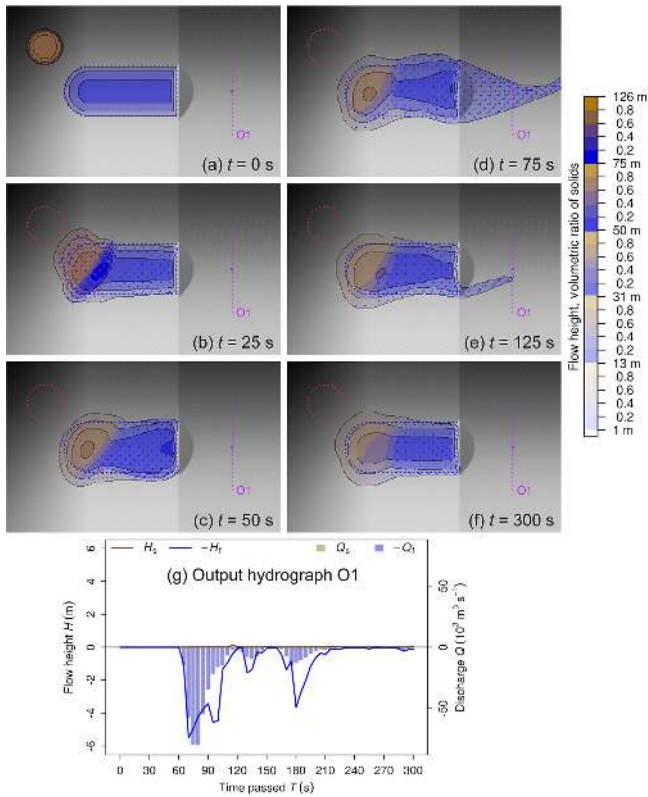 O1
(a) t = 0 s
O1
(d) t = 75 s
O1
(b) t = 25 s
O1
(e) t = 125 s
O1
(c) t = 50 s
O1
(f) t = 300 s
Flow height, volumetric ratio of solids
126 m
0.8
0.6
0.4
0.2
75 m
0.8
0.6
0.4
0.2
50 m
0.8
0.6
0.4
0.2
31 m
0.8
0.6
0.4
0.2
13 m
0.8
0.6
0.4
0.2
1 m
Hs −Hf Qs −Qf
(g) Output hydrograph O1
Flow height H (m)
6
4
2
0
-2
-4
-6
Discharge Q (10³ m³ s⁻¹)
50
0
-50
0 30 60 90 120 150 180 210 240 270 300
Time passed T (s)